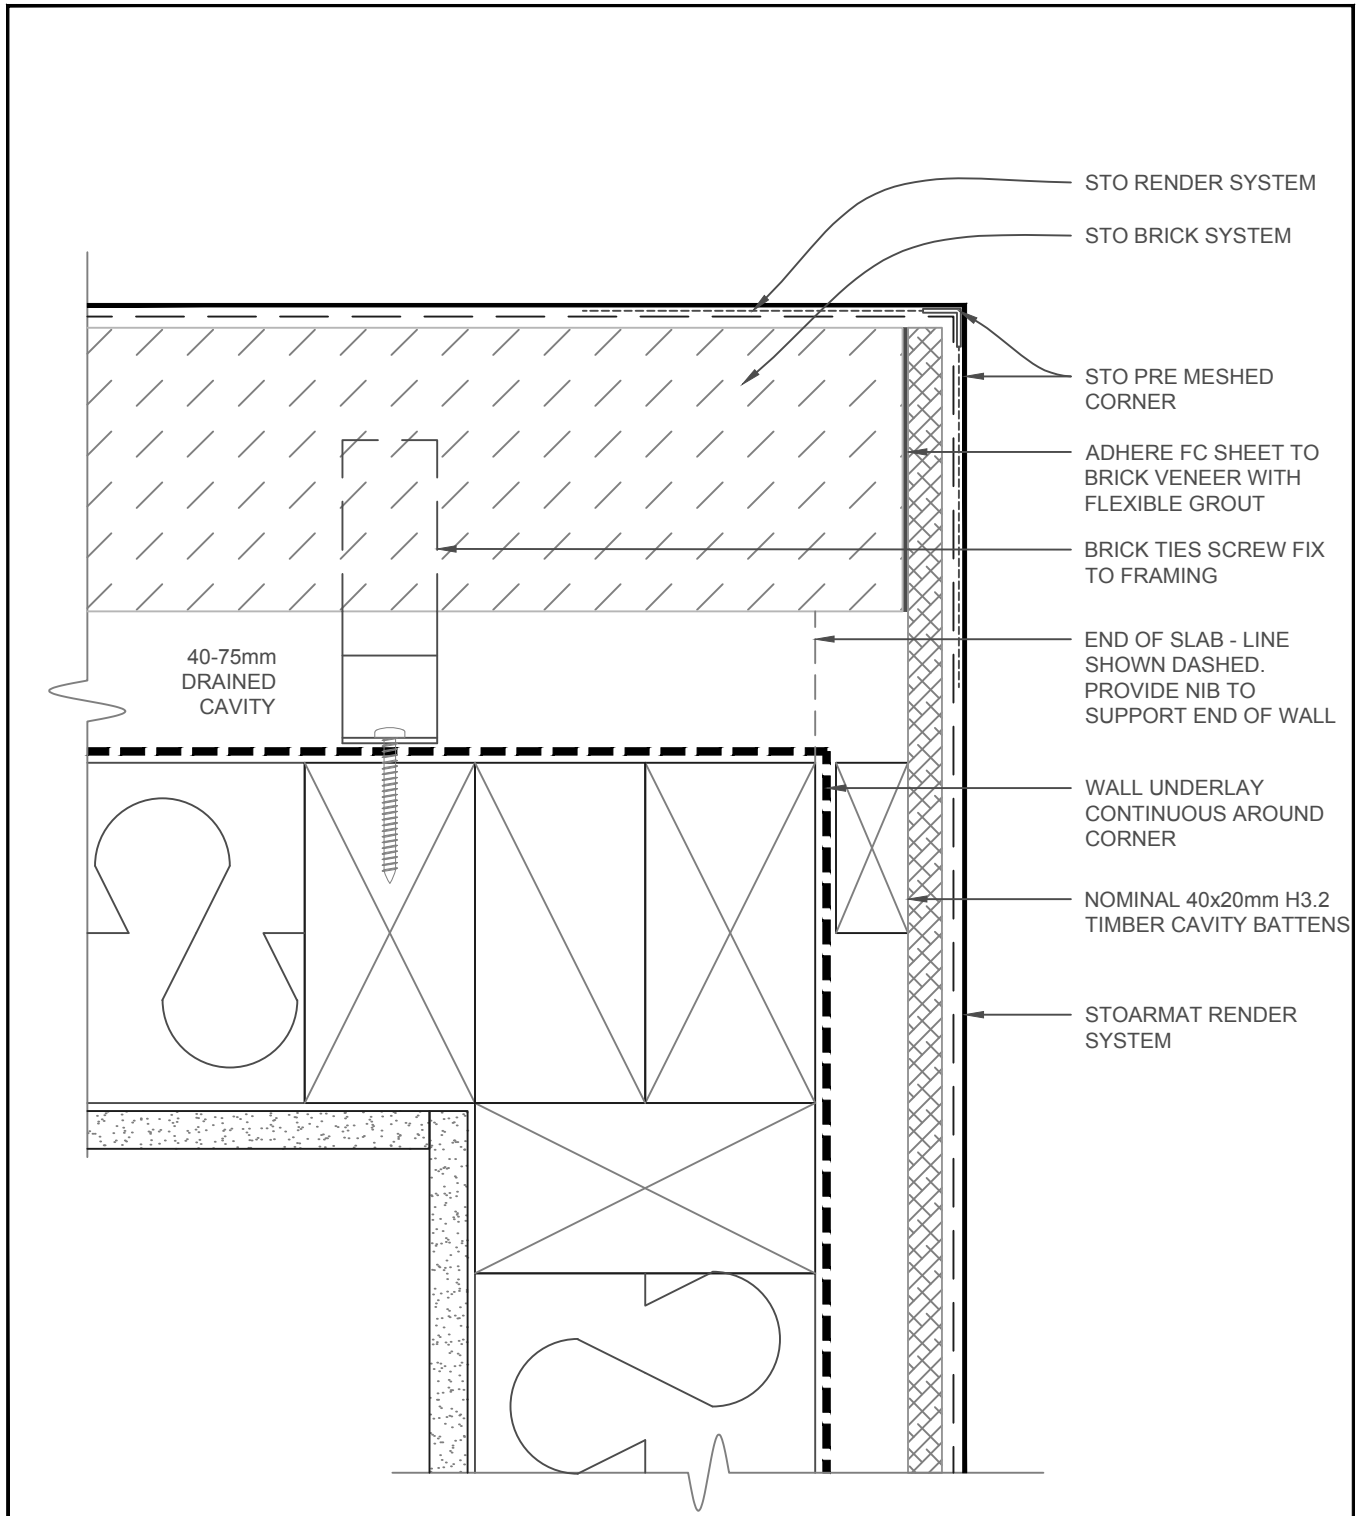 STO RENDER SYSTEM
STO BRICK SYSTEM
STO PRE MESHED
CORNER
ADHERE FC SHEET TO
BRICK VENEER WITH
FLEXIBLE GROUT
BRICK TIES SCREW FIX
TO FRAMING
END OF SLAB - LINE
SHOWN DASHED.
PROVIDE NIB TO
SUPPORT END OF WALL
40-75mm
DRAINED
CAVITY
WALL UNDERLAY
CONTINUOUS AROUND
CORNER
NOMINAL 40x20mm H3.2
TIMBER CAVITY BATTENS
STOARMAT RENDER
SYSTEM